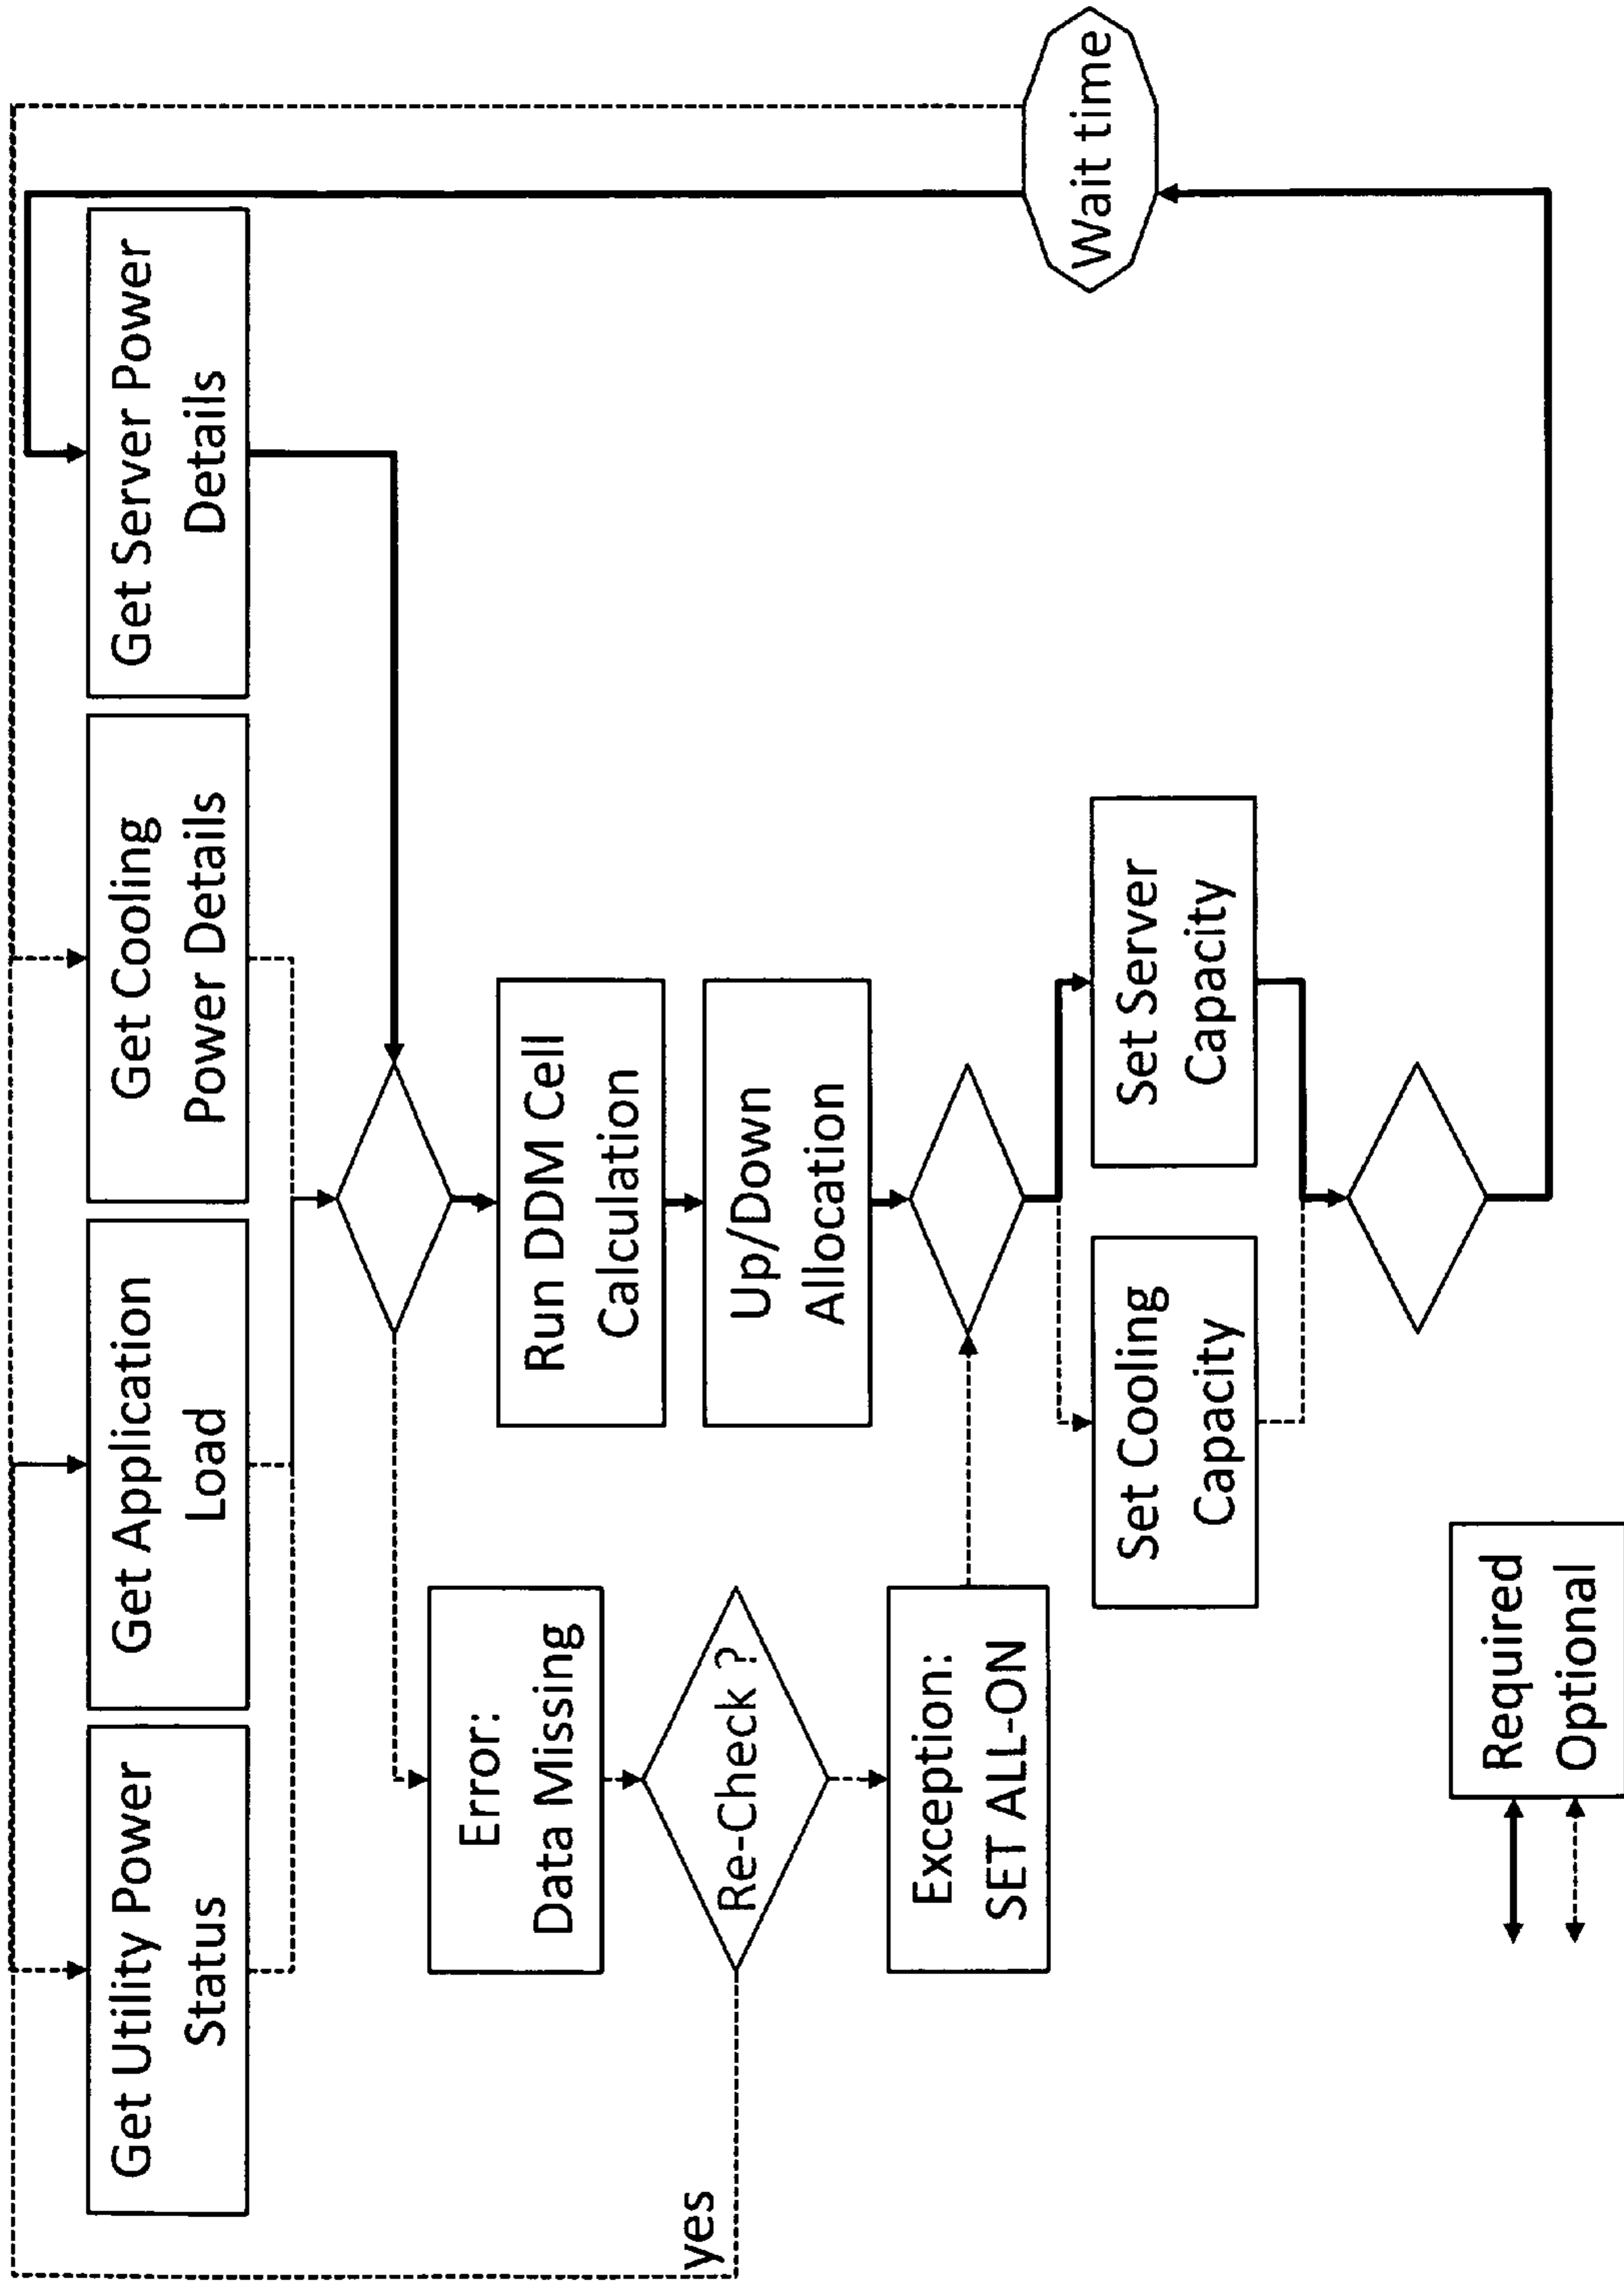 Get Utility Power
Status
Get Application
Load
Get Cooling
Power Details
Get Server Power
Details
Error:
Data Missing
Run DDM Cell
Calculation
yes
Re-Check ?
Up/Down
Allocation
Exception:
SET ALL-ON
Set Cooling
Capacity
Set Server
Capacity
Wait time
Required
Optional